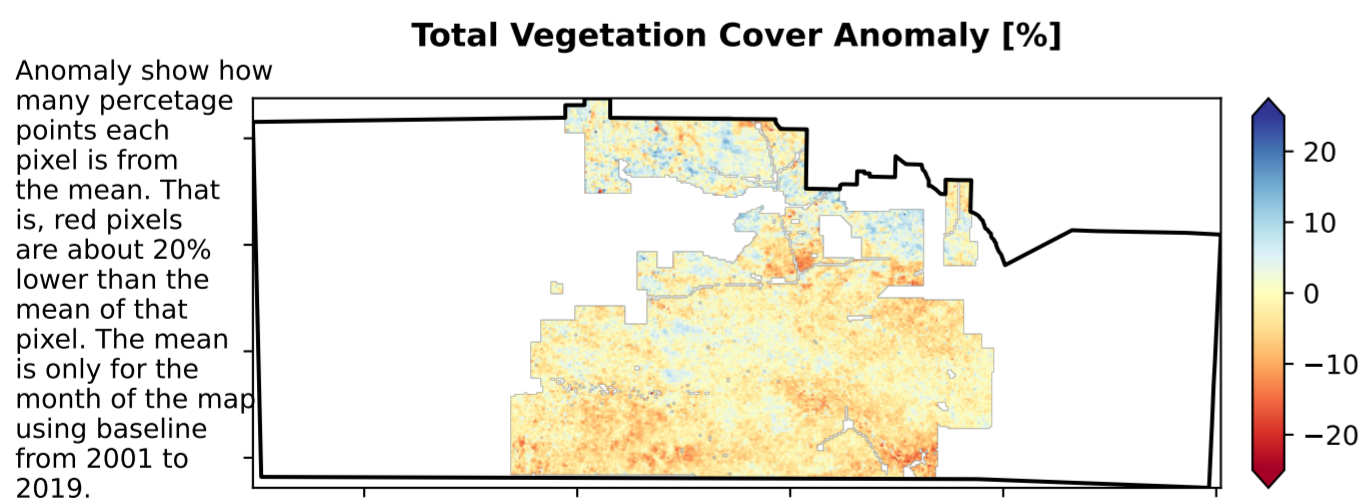 Total Vegetation Cover Anomaly [%]
Anomaly show how
many percetage
points each
pixel is from
the mean. That
is, red pixels
are about 20%
lower than the
mean of that
pixel. The mean
is only for the
month of the map
using baseline
from 2001 to
2019.
20
10
0
−10
−20